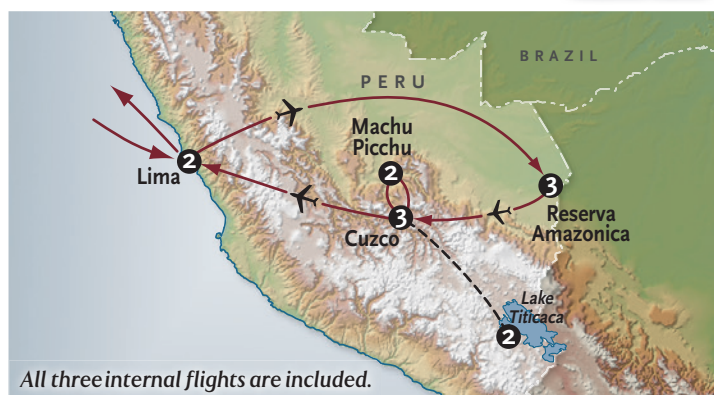 BRAZIL
PERU
Machu
Picchu
2
2
Lima
3
Reserva
Amazonica
3
Cuzco
Lake
Titicaca
2
All three internal flights are included.